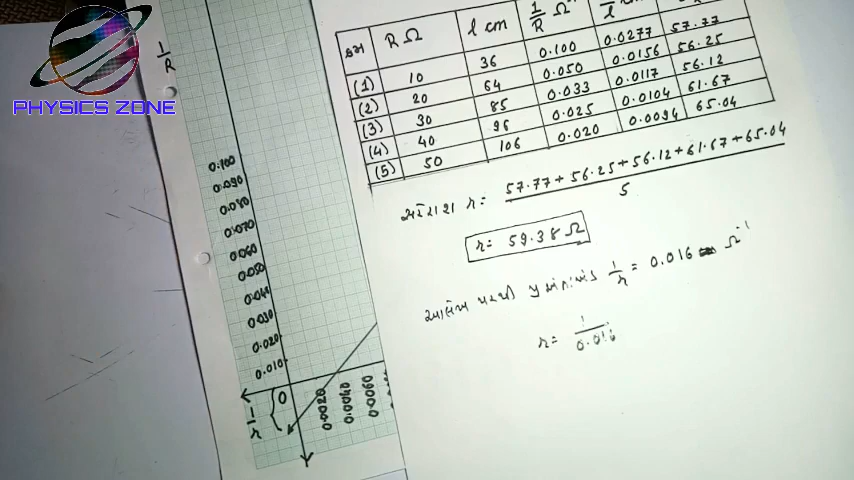 PHYSICS ZONE
1/R
0.100
0.090
0.080
0.070
0.060
0.050
0.040
0.030
0.020
0.010
0
0.0020
0.0040
0.0060
1/r
ક્રમ R Ω l cm 1/R Ω⁻¹
(1) 10 36 0.100 0.0277 57.77
(2) 20 64 0.050 0.0156 56.25
(3) 30 85 0.033 0.0117 56.12
(4) 40 96 0.025 0.0104 61.67
(5) 50 106 0.020 0.0094 65.04
સરેરાશ r = 57.77 + 56.25 + 56.12 + 61.67 + 65.04 / 5
r = 59.38 Ω
આલેખ પરથી y અંતઃખંડ 1/r = 0.016 Ω⁻¹
r = 1/0.016